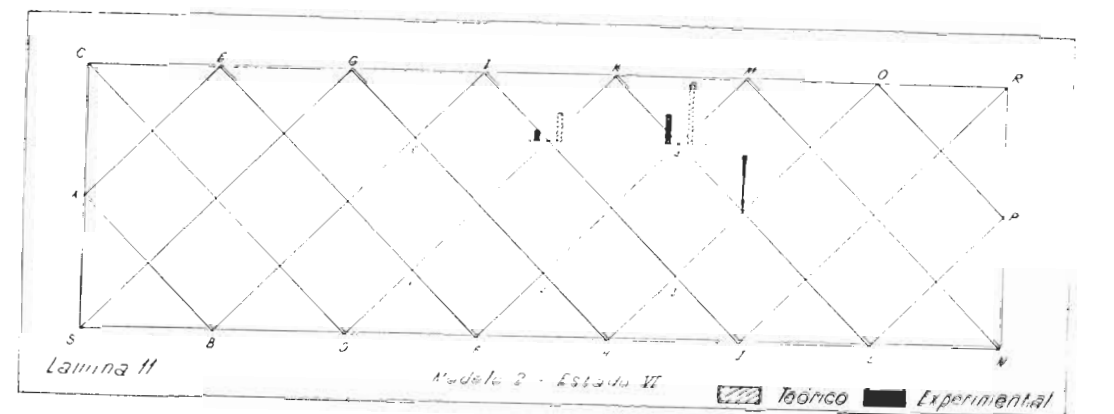 C E G I K M O R
A P
S B D F H J L N
Lamina 11
Modelo 2 - Estado VI
Teórico Experimental